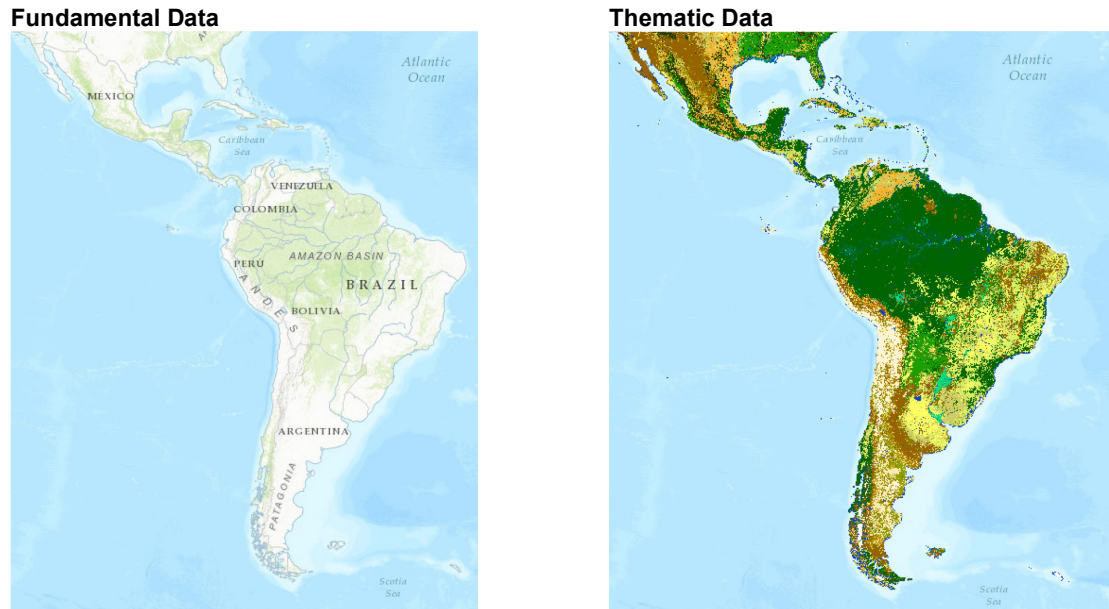 Fundamental Data
Atlantic
Ocean
MÉXICO
Caribbean
Sea
VENEZUELA
COLOMBIA
AMAZON BASIN
PERU
BRAZIL
ANDES
BOLIVIA
ARGENTINA
PATAGONIA
Scotia
Sea
Thematic Data
Atlantic
Ocean
Caribbean
Sea
Scotia
Sea